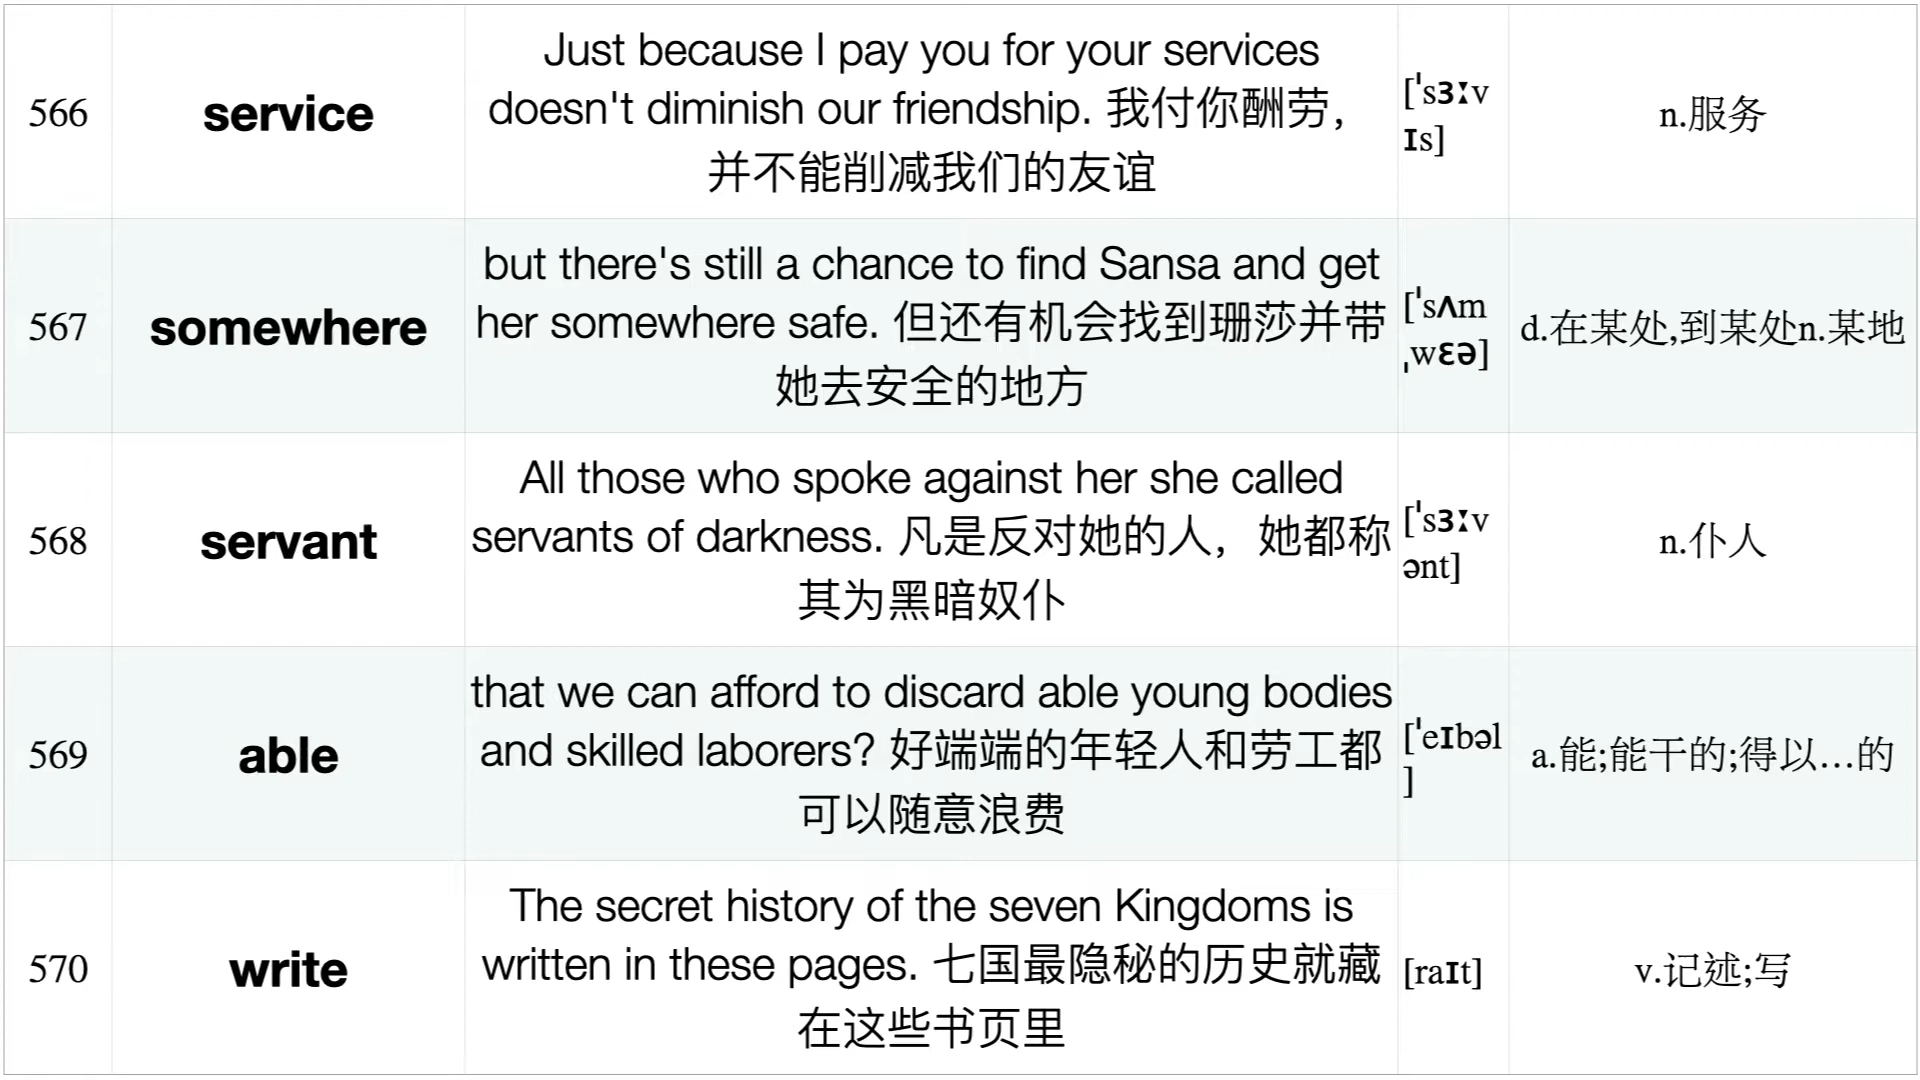 566
service
Just because I pay you for your services
doesn't diminish our friendship. 我付你酬劳，
并不能削减我们的友谊
[ˈsɜːv
ɪs]
n.服务
567
somewhere
but there's still a chance to find Sansa and get
her somewhere safe. 但还有机会找到珊莎并带
她去安全的地方
[ˈsʌm
ˌwɛə]
d.在某处,到某处n.某地
568
servant
All those who spoke against her she called
servants of darkness. 凡是反对她的人，她都称
其为黑暗奴仆
[ˈsɜːv
ənt]
n.仆人
569
able
that we can afford to discard able young bodies
and skilled laborers? 好端端的年轻人和劳工都
可以随意浪费
[ˈeɪbəl
]
a.能;能干的;得以…的
570
write
The secret history of the seven Kingdoms is
written in these pages. 七国最隐秘的历史就藏
在这些书页里
[raɪt]
v.记述;写